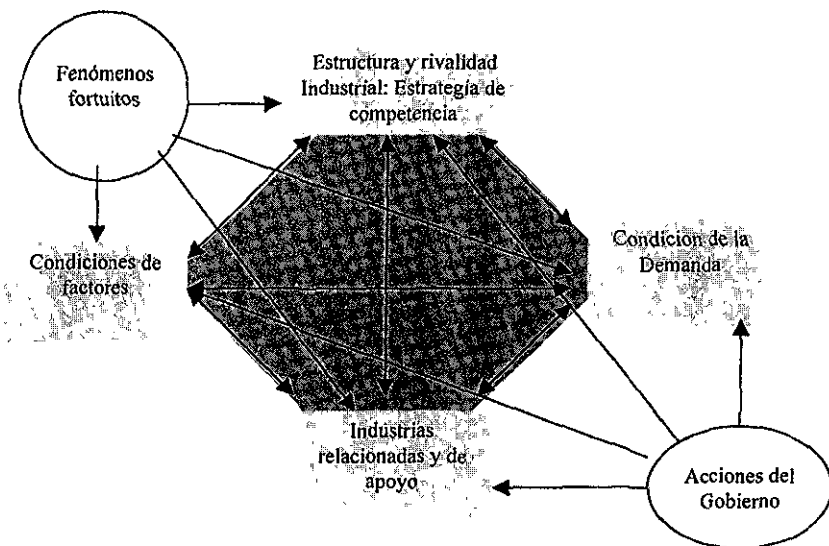 Fenómenos
fortuitos
Estructura y rivalidad
Industrial: Estrategia de
competencia
Condiciones de
factores
Condición de la
Demanda
Industrias
relacionadas y de
apoyo
Acciones del
Gobierno